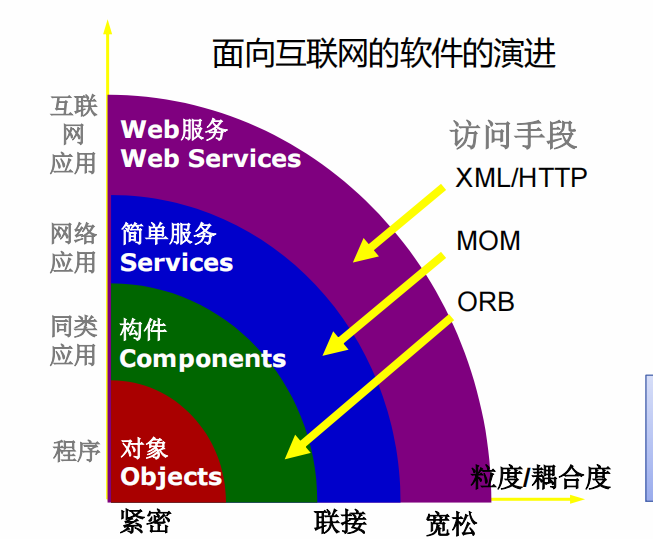 面向互联网的软件的演进
互联
网
应用
Web服务
Web Services
访问手段
XML/HTTP
网络
应用
简单服务
Services
MOM
同类
应用
构件
Components
ORB
程序
对象
Objects
粒度/耦合度
紧密
联接
宽松